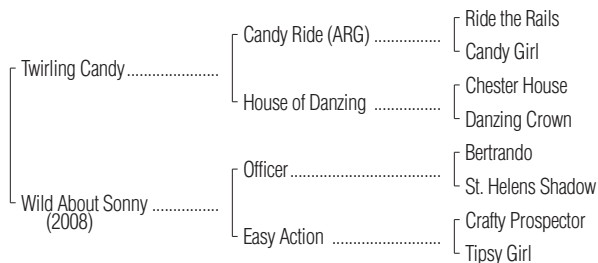 Ride the Rails
Candy Ride (ARG) ................
Candy Girl
Twirling Candy ......................
Chester House
House of Danzing ................
Danzing Crown
Bertrando
Officer ....................................
St. Helens Shadow
Wild About Sonny ................
(2008)
Crafty Prospector
Easy Action ..........................
Tipsy Girl